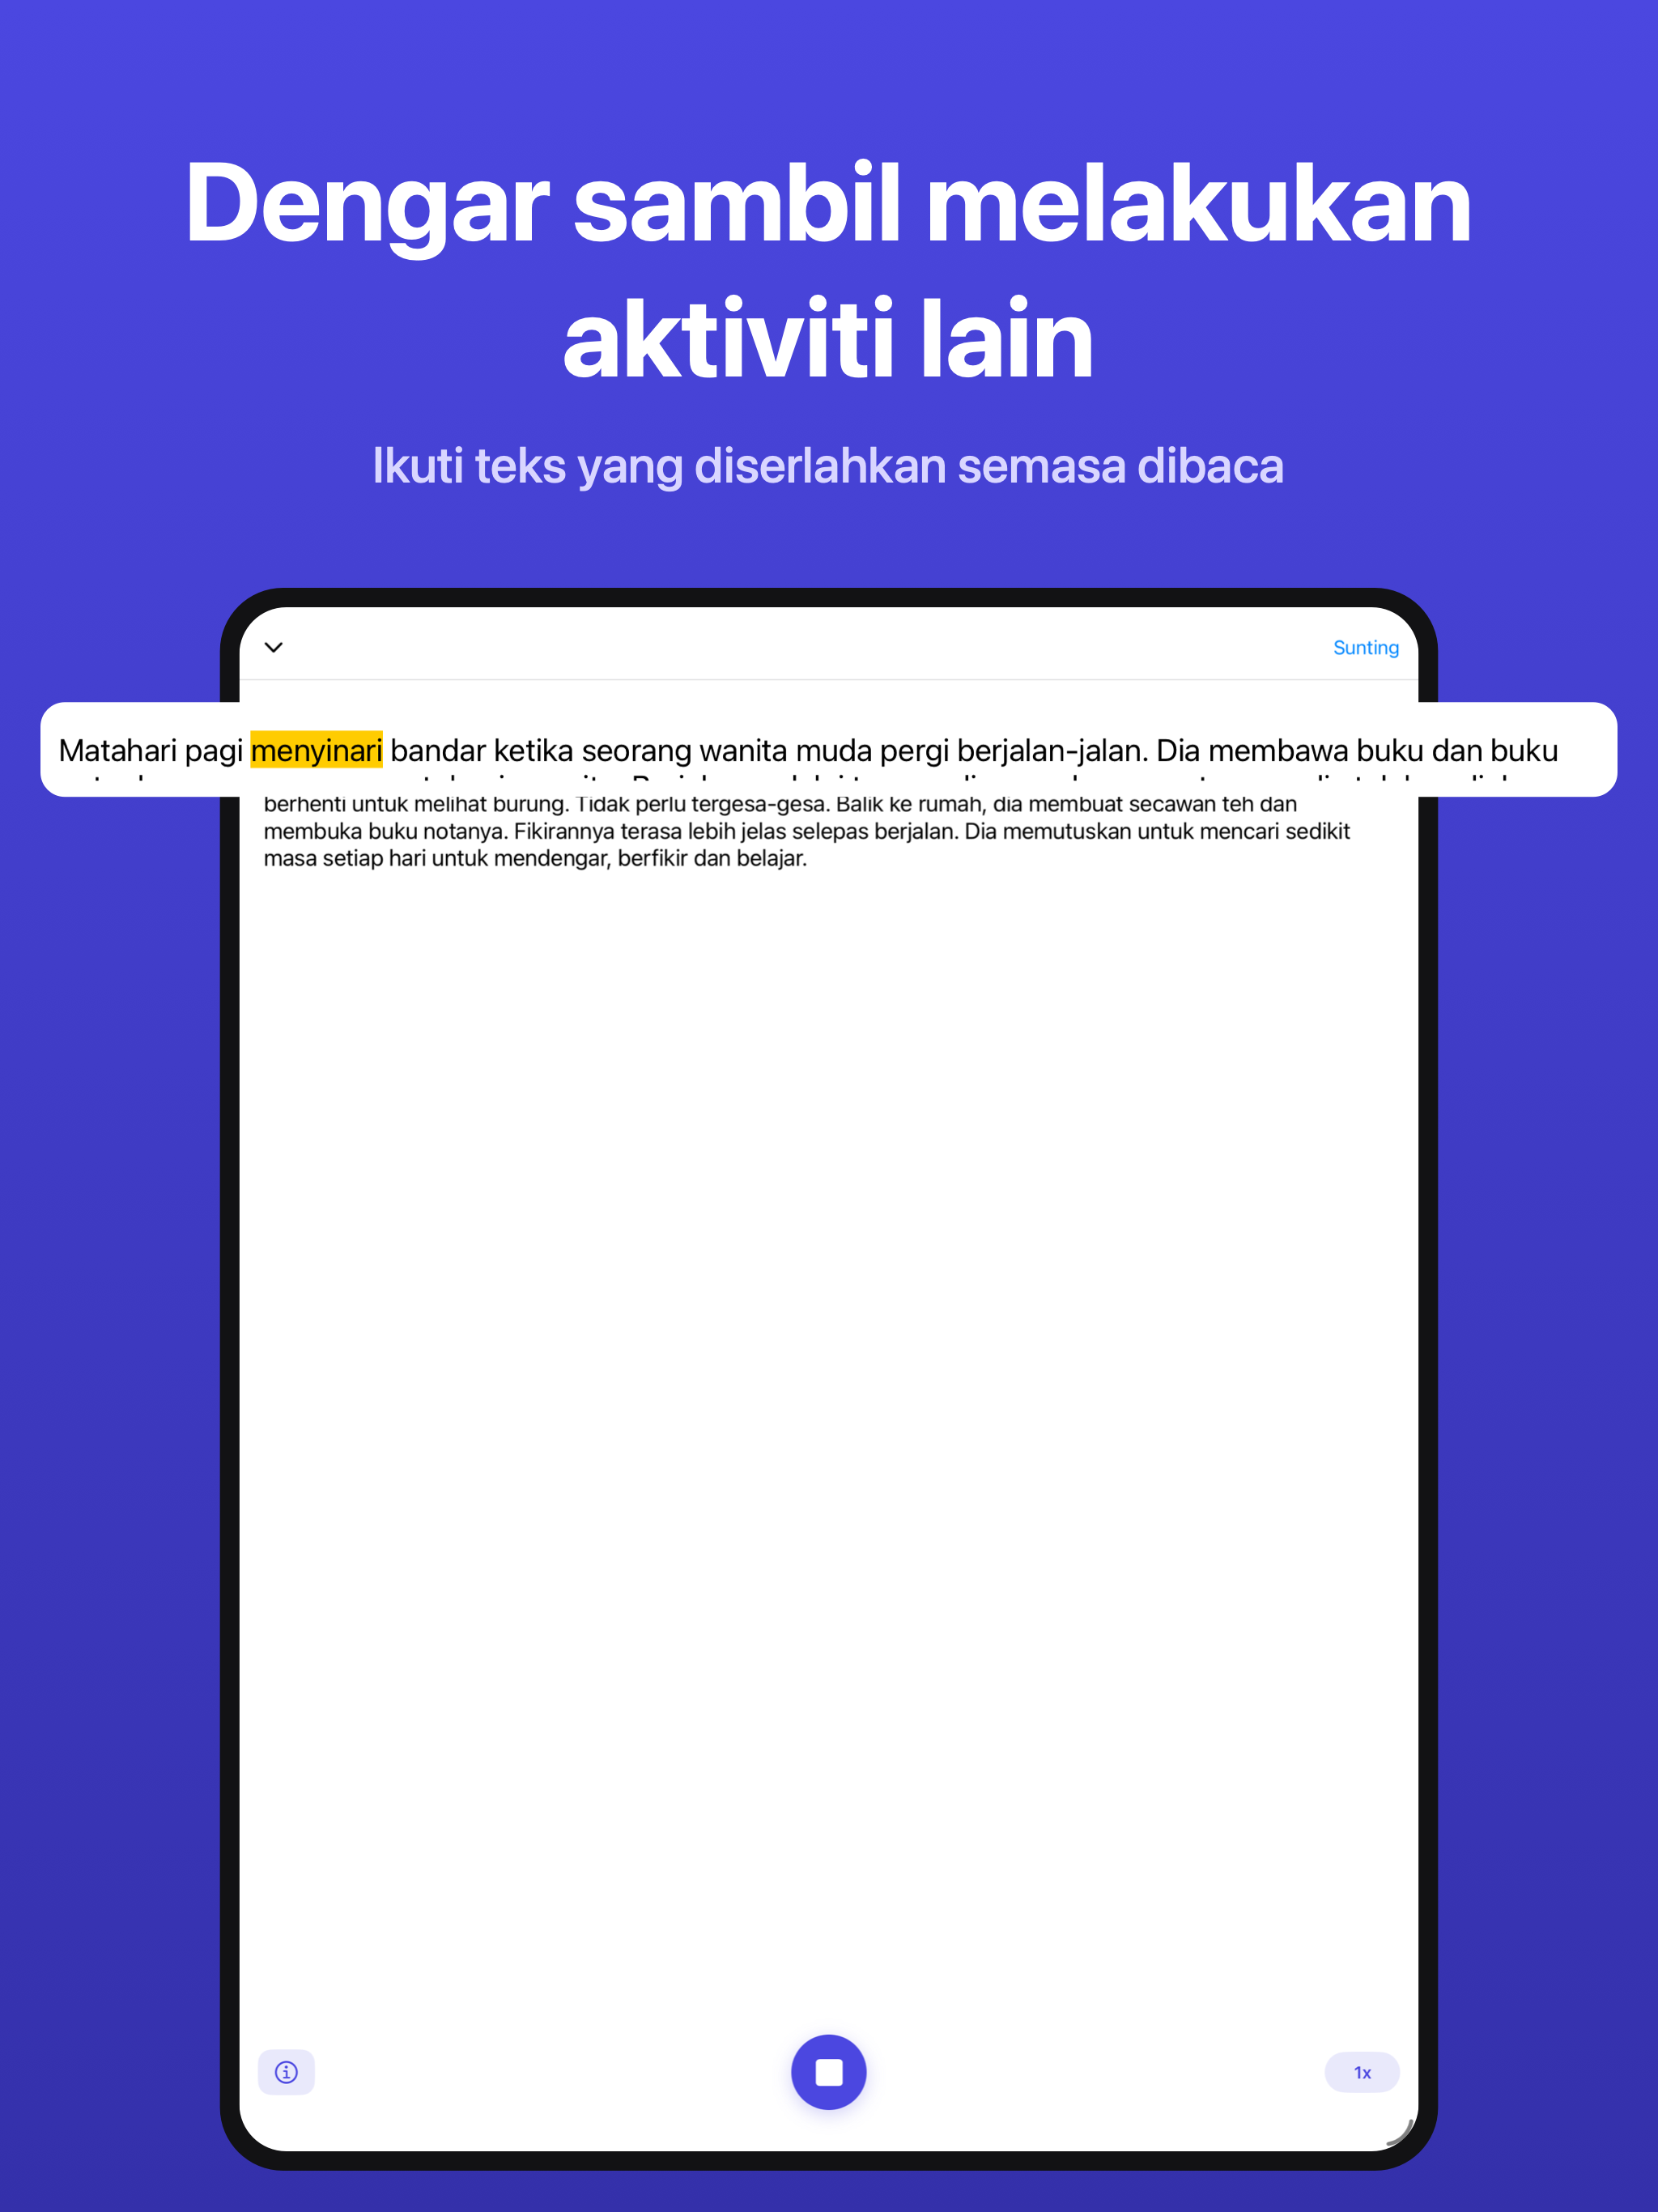 Dengar sambil melakukan
aktiviti lain
Ikuti teks yang diserlahkan semasa dibaca
Sunting
Matahari pagi menyinari bandar ketika seorang wanita muda pergi berjalan-jalan. Dia membawa buku dan buku
berhenti untuk melihat burung. Tidak perlu tergesa-gesa. Balik ke rumah, dia membuat secawan teh dan
membuka buku notanya. Fikirannya terasa lebih jelas selepas berjalan. Dia memutuskan untuk mencari sedikit
masa setiap hari untuk mendengar, berfikir dan belajar.
1x